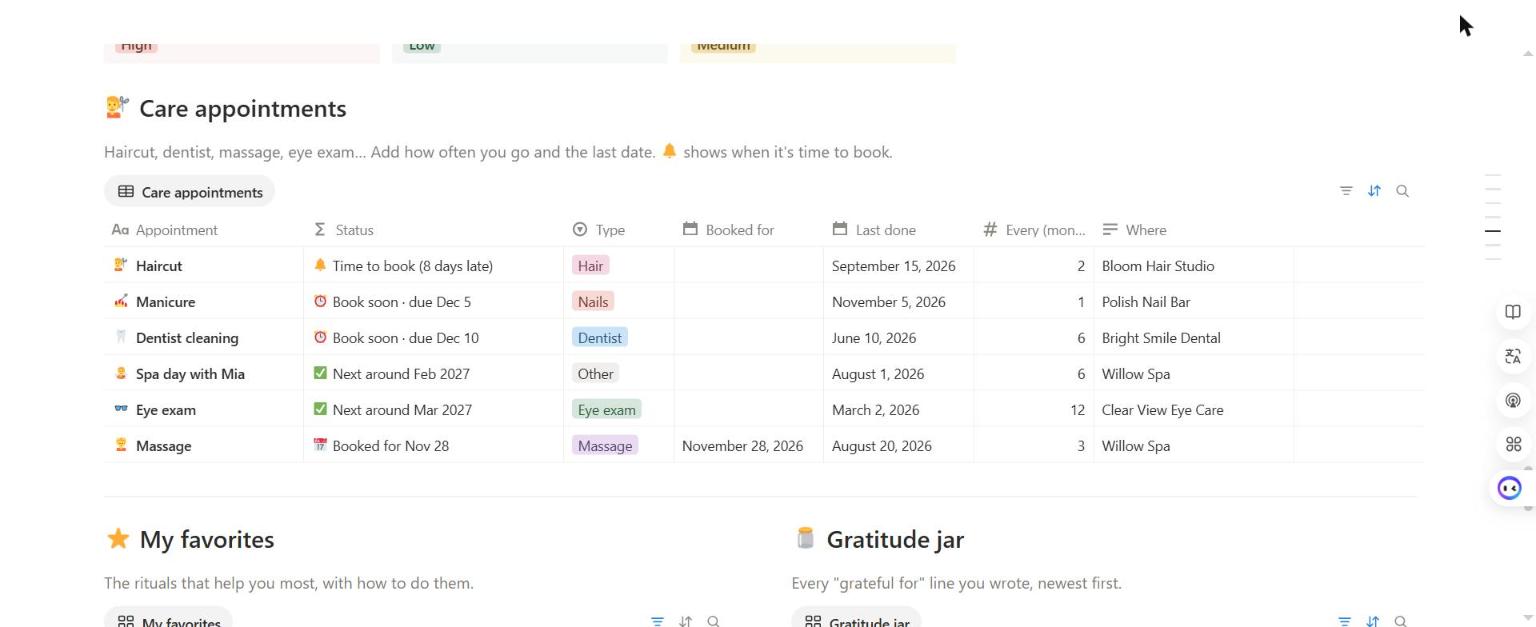 High Low Medium
Care appointments
Haircut, dentist, massage, eye exam... Add how often you go and the last date. 🔔 shows when it's time to book.
Care appointments
Aa Appointment Σ Status Type Booked for Last done # Every (mon... Where
Haircut 🔔 Time to book (8 days late) Hair September 15, 2026 2 Bloom Hair Studio
Manicure ⏰ Book soon · due Dec 5 Nails November 5, 2026 1 Polish Nail Bar
Dentist cleaning ⏰ Book soon · due Dec 10 Dentist June 10, 2026 6 Bright Smile Dental
Spa day with Mia ✅ Next around Feb 2027 Other August 1, 2026 6 Willow Spa
Eye exam ✅ Next around Mar 2027 Eye exam March 2, 2026 12 Clear View Eye Care
Massage 📅 Booked for Nov 28 Massage November 28, 2026 August 20, 2026 3 Willow Spa
My favorites
The rituals that help you most, with how to do them.
My favorites
Gratitude jar
Every "grateful for" line you wrote, newest first.
Gratitude jar